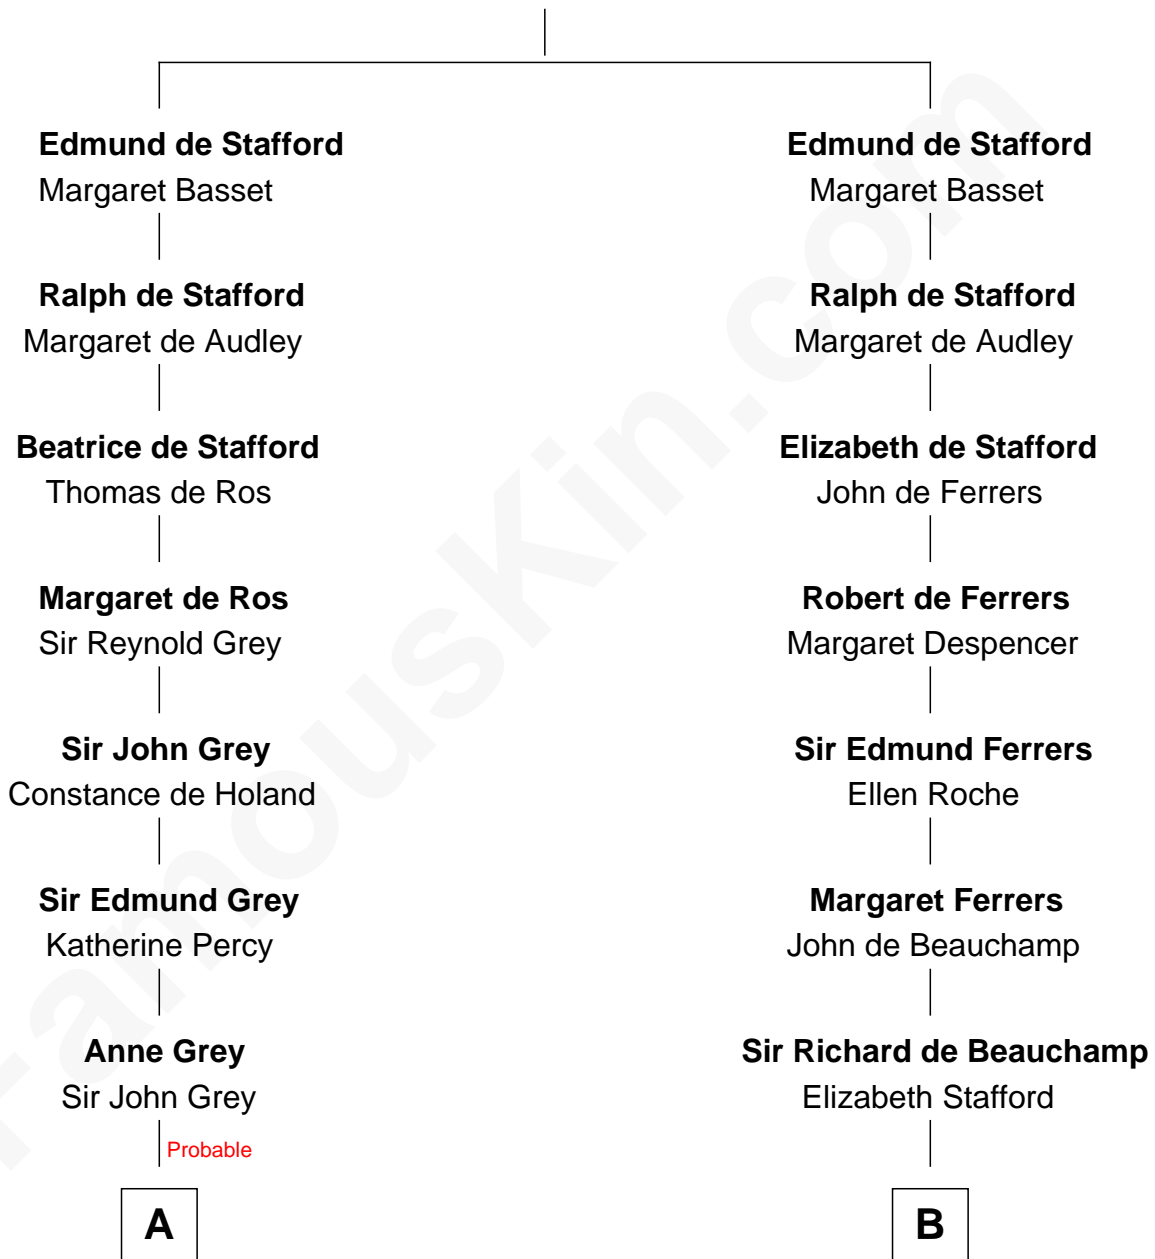 Edmund de Stafford
Margaret Basset
Ralph de Stafford
Margaret de Audley
Beatrice de Stafford
Thomas de Ros
Margaret de Ros
Sir Reynold Grey
Sir John Grey
Constance de Holand
Sir Edmund Grey
Katherine Percy
Anne Grey
Sir John Grey
Probable
A
Edmund de Stafford
Margaret Basset
Ralph de Stafford
Margaret de Audley
Elizabeth de Stafford
John de Ferrers
Robert de Ferrers
Margaret Despencer
Sir Edmund Ferrers
Ellen Roche
Margaret Ferrers
John de Beauchamp
Sir Richard de Beauchamp
Elizabeth Stafford
B
FamousKin.com